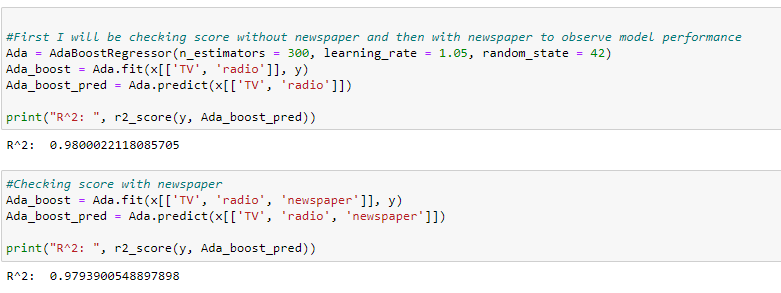 #First I will be checking score without newspaper and then with newspaper to observe model performance
Ada = AdaBoostRegressor(n_estimators = 300, learning_rate = 1.05, random_state = 42)
Ada_boost = Ada.fit(x[['TV', 'radio']], y)
Ada_boost_pred = Ada.predict(x[['TV', 'radio']])
print("R^2: ", r2_score(y, Ada_boost_pred))
R^2:  0.9800022118085705
#Checking score with newspaper
Ada_boost = Ada.fit(x[['TV', 'radio', 'newspaper']], y)
Ada_boost_pred = Ada.predict(x[['TV', 'radio', 'newspaper']])
print("R^2: ", r2_score(y, Ada_boost_pred))
R^2:  0.9793900548897898